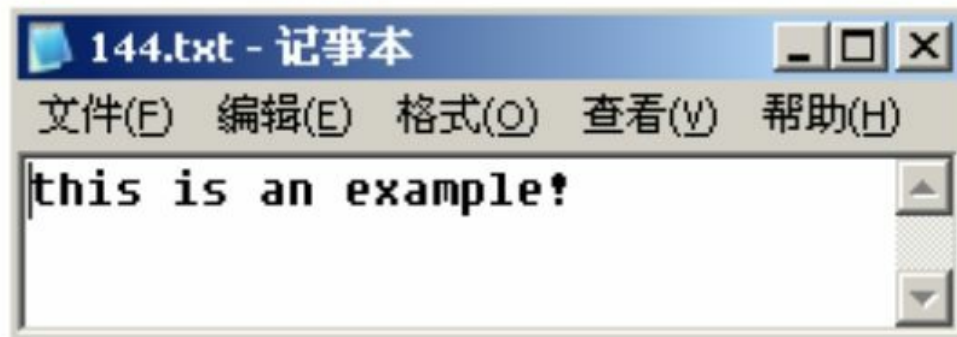 144.txt - 记事本
文件(F) 编辑(E) 格式(O) 查看(V) 帮助(H)
this is an example!